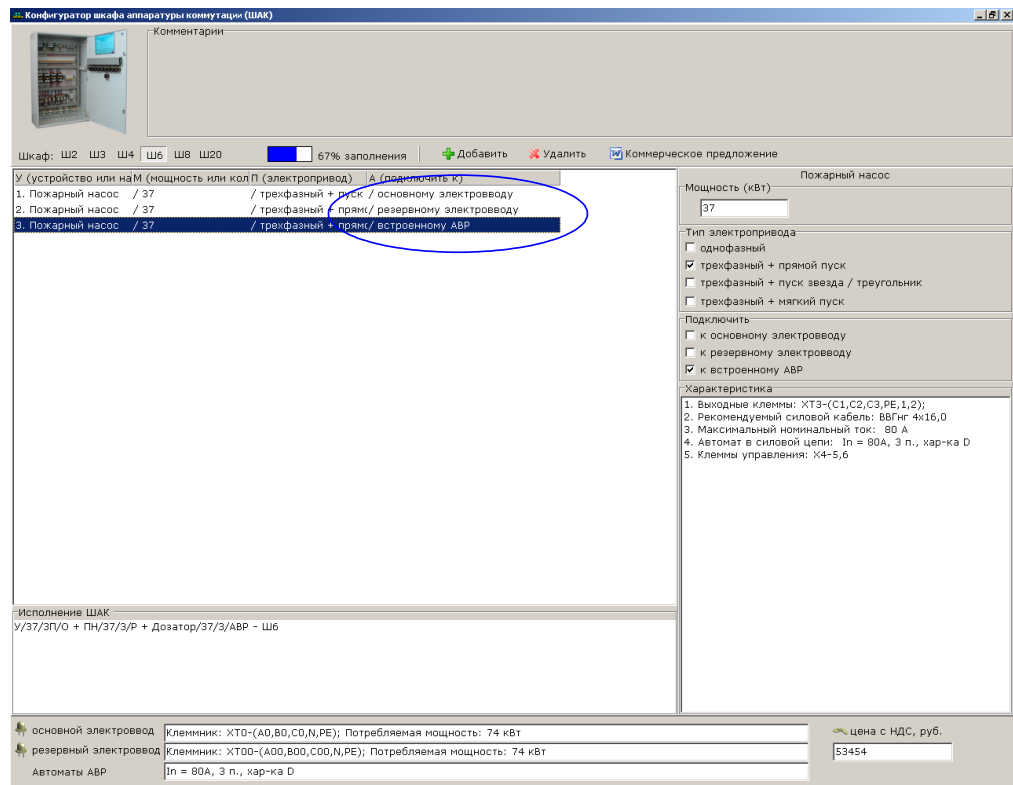 Конфигуратор шкафа аппаратуры коммутации (ШАК)
Комментарии
Шкаф: Ш2 Ш3 Ш4 Ш6 Ш8 Ш20 67% заполнения Добавить Удалить Коммерческое предложение
У (устройство или на М (мощность или кол П (электропривод) А (подключить к)
1. Пожарный насос / 37 / трехфазный + пуск / основному электровводу
2. Пожарный насос / 37 / трехфазный + прямо / резервному электровводу
3. Пожарный насос / 37 / трехфазный + прямо / встроенному АВР
Пожарный насос
Мощность (кВт)
37
Тип электропривода
однофазный
трехфазный + прямой пуск
трехфазный + пуск звезда / треугольник
трехфазный + мягкий пуск
Подключить
к основному электровводу
к резервному электровводу
к встроенному АВР
Характеристика
1. Выходные клеммы: XT3-(C1,C2,C3,PE,1,2);
2. Рекомендуемый силовой кабель: ВВГнг 4х16,0
3. Максимальный номинальный ток: 80 А
4. Автомат в силовой цепи: In = 80А, 3 п., хар-ка D
5. Клеммы управления: X4-5,6
Исполнение ШАК
У/37/3П/О + ПН/37/3/Р + Дозатор/37/3/АВР - Ш6
основной электроввод Клеммник: XT0-(A0,B0,C0,N,PE); Потребляемая мощность: 74 кВт
резервный электроввод Клеммник: XT00-(A00,B00,C00,N,PE); Потребляемая мощность: 74 кВт
Автоматы АВР In = 80А, 3 п., хар-ка D
цена с НДС, руб.
53454